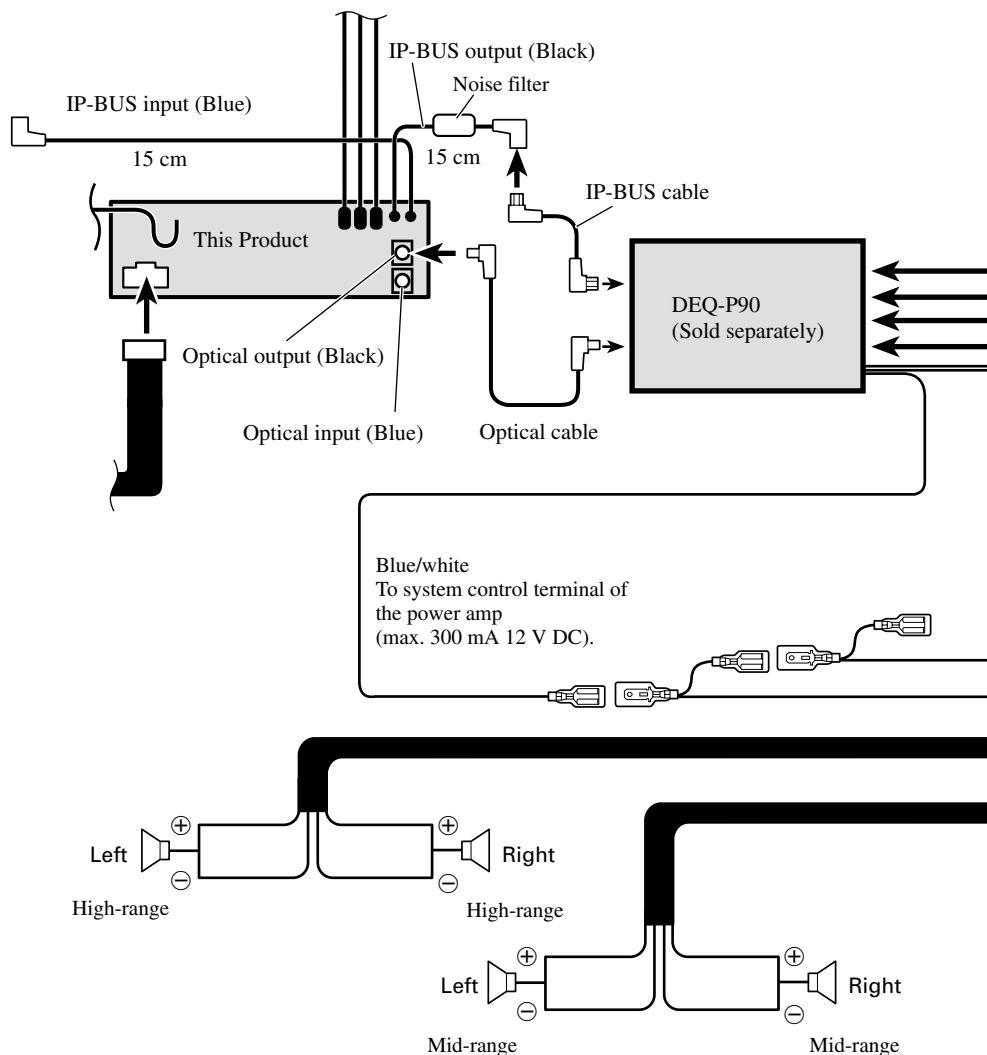 IP-BUS output (Black)
Noise filter
IP-BUS input (Blue)
15 cm
15 cm
IP-BUS cable
This Product
DEQ-P90
(Sold separately)
Optical output (Black)
Optical input (Blue)
Optical cable
Blue/white
To system control terminal of
the power amp
(max. 300 mA 12 V DC).
Left
+
-
High-range
+
-
Right
High-range
Left
+
-
Mid-range
+
-
Right
Mid-range